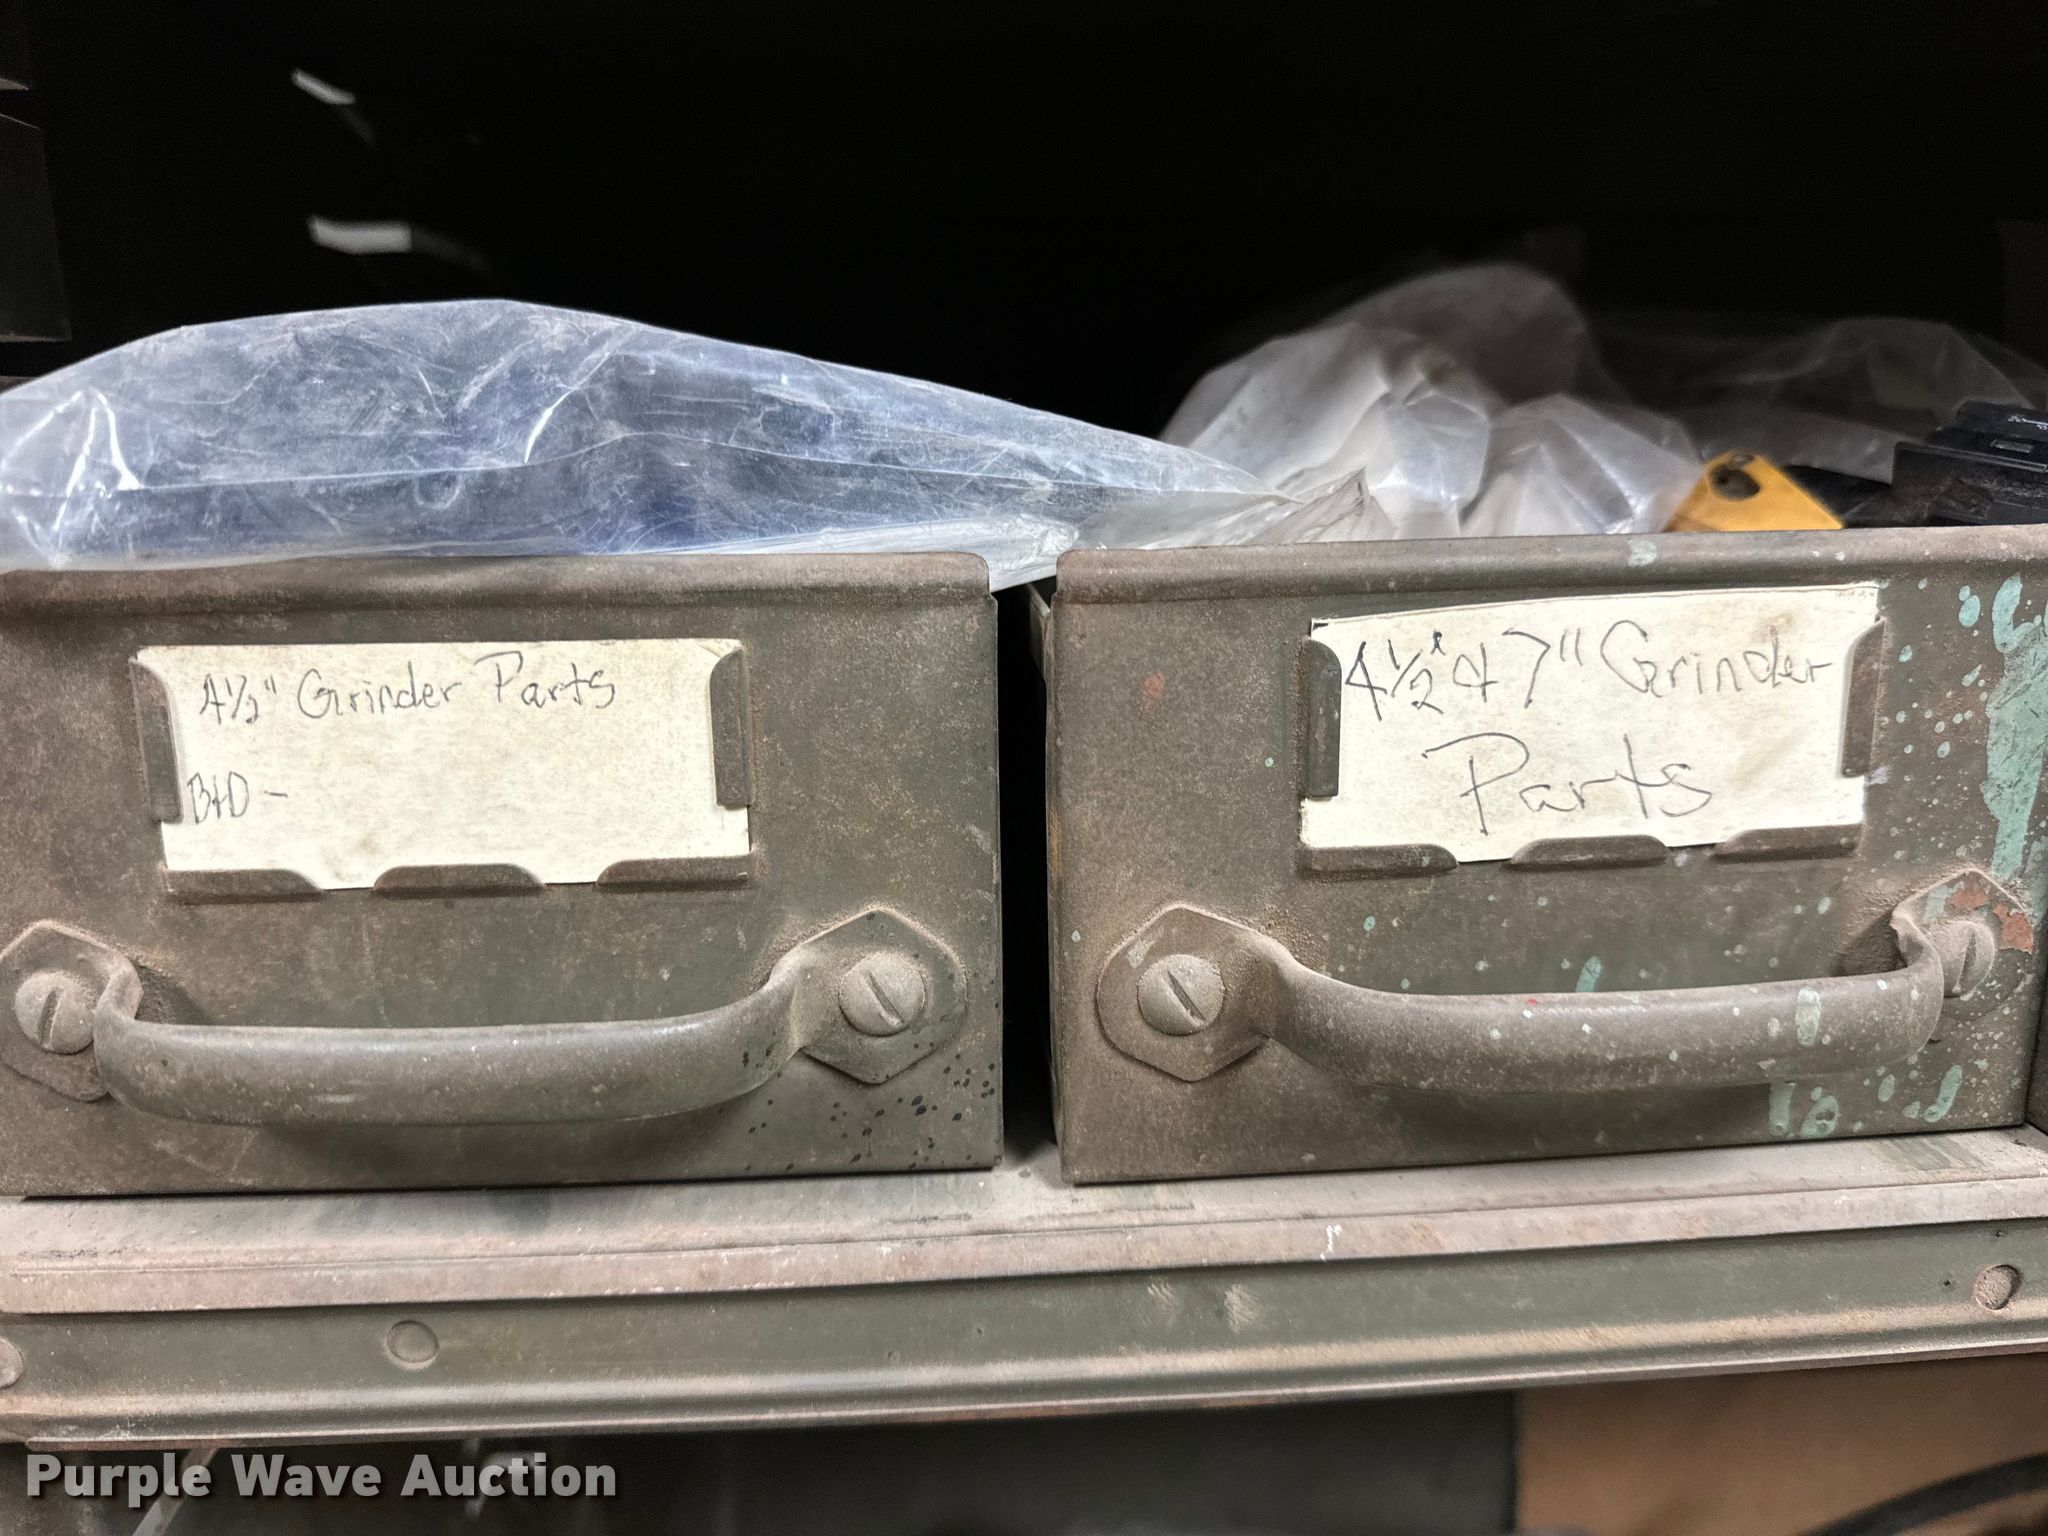 4½" Grinder Parts
B+D -
4½" & 7" Grinder
Parts
Purple Wave Auction